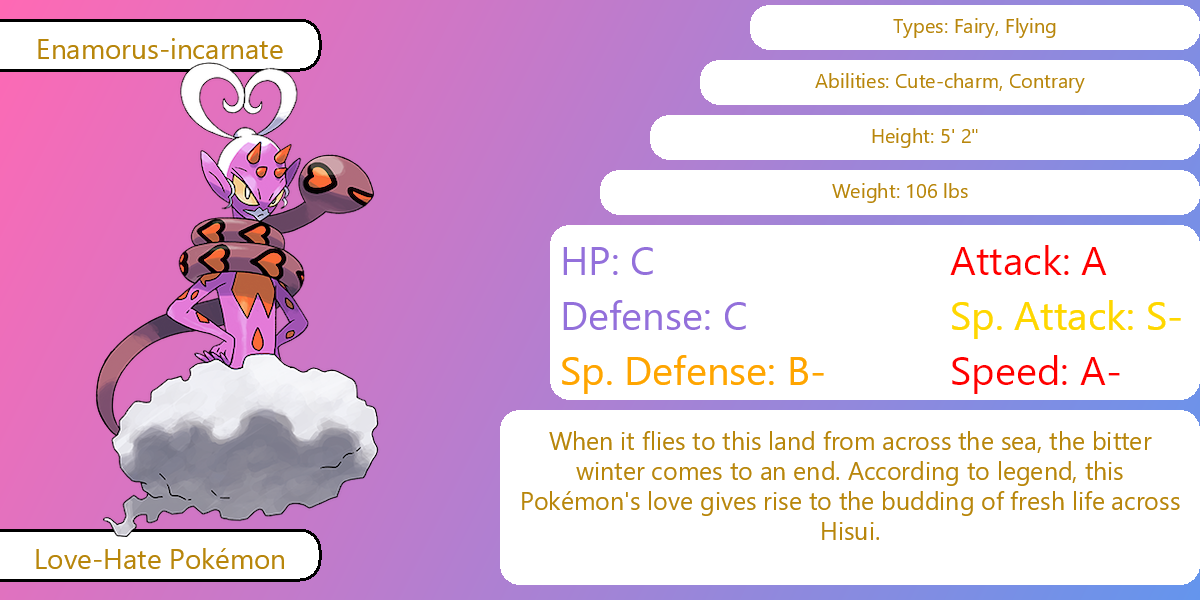 Enamorus-incarnate
Types: Fairy, Flying
Abilities: Cute-charm, Contrary
Height: 5' 2"
Weight: 106 lbs
HP: C
Attack: A
Defense: C
Sp. Attack: S-
Sp. Defense: B-
Speed: A-
When it flies to this land from across the sea, the bitter
winter comes to an end. According to legend, this
Pokémon's love gives rise to the budding of fresh life across
Hisui.
Love-Hate Pokémon